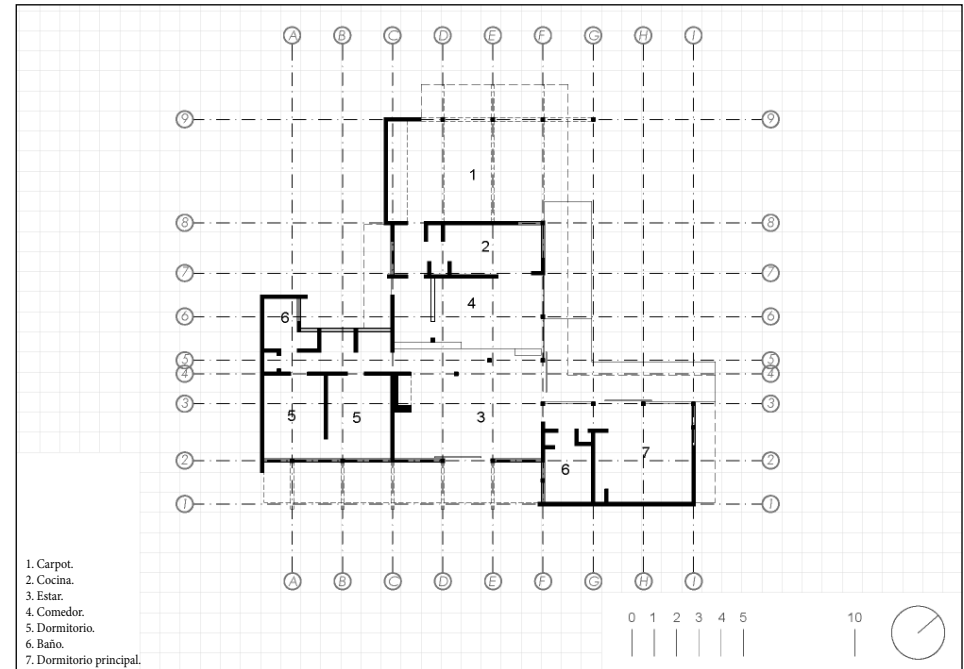 A B C D E F G H I
9 9
1
8 8
2
7 7
4
6 6
6
5 5
4 4
3 3
5 5 3
7
2 2
6
1 1
A B C D E F G H I
1. Carpot.
2. Cocina.
3. Estar.
4. Comedor.
5. Dormitorio.
6. Baño.
7. Dormitorio principal.
0 1 2 3 4 5 10